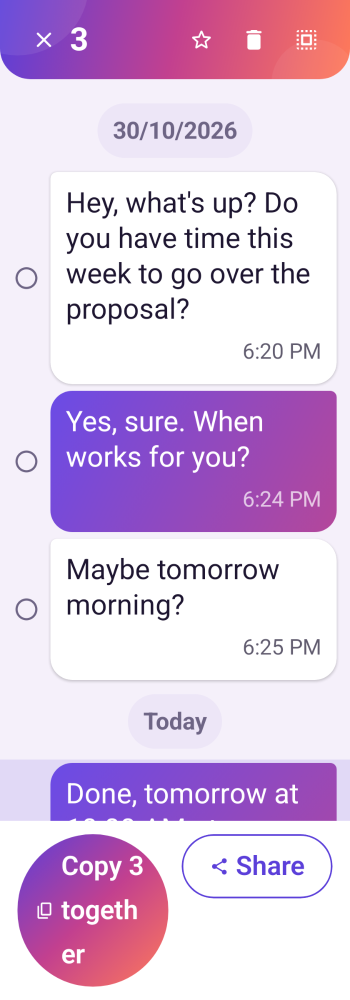 3
30/10/2026
Hey, what's up? Do
you have time this
week to go over the
proposal?
6:20 PM
Yes, sure. When
works for you?
6:24 PM
Maybe tomorrow
morning?
6:25 PM
Today
Done, tomorrow at
Copy 3
togeth
er
Share